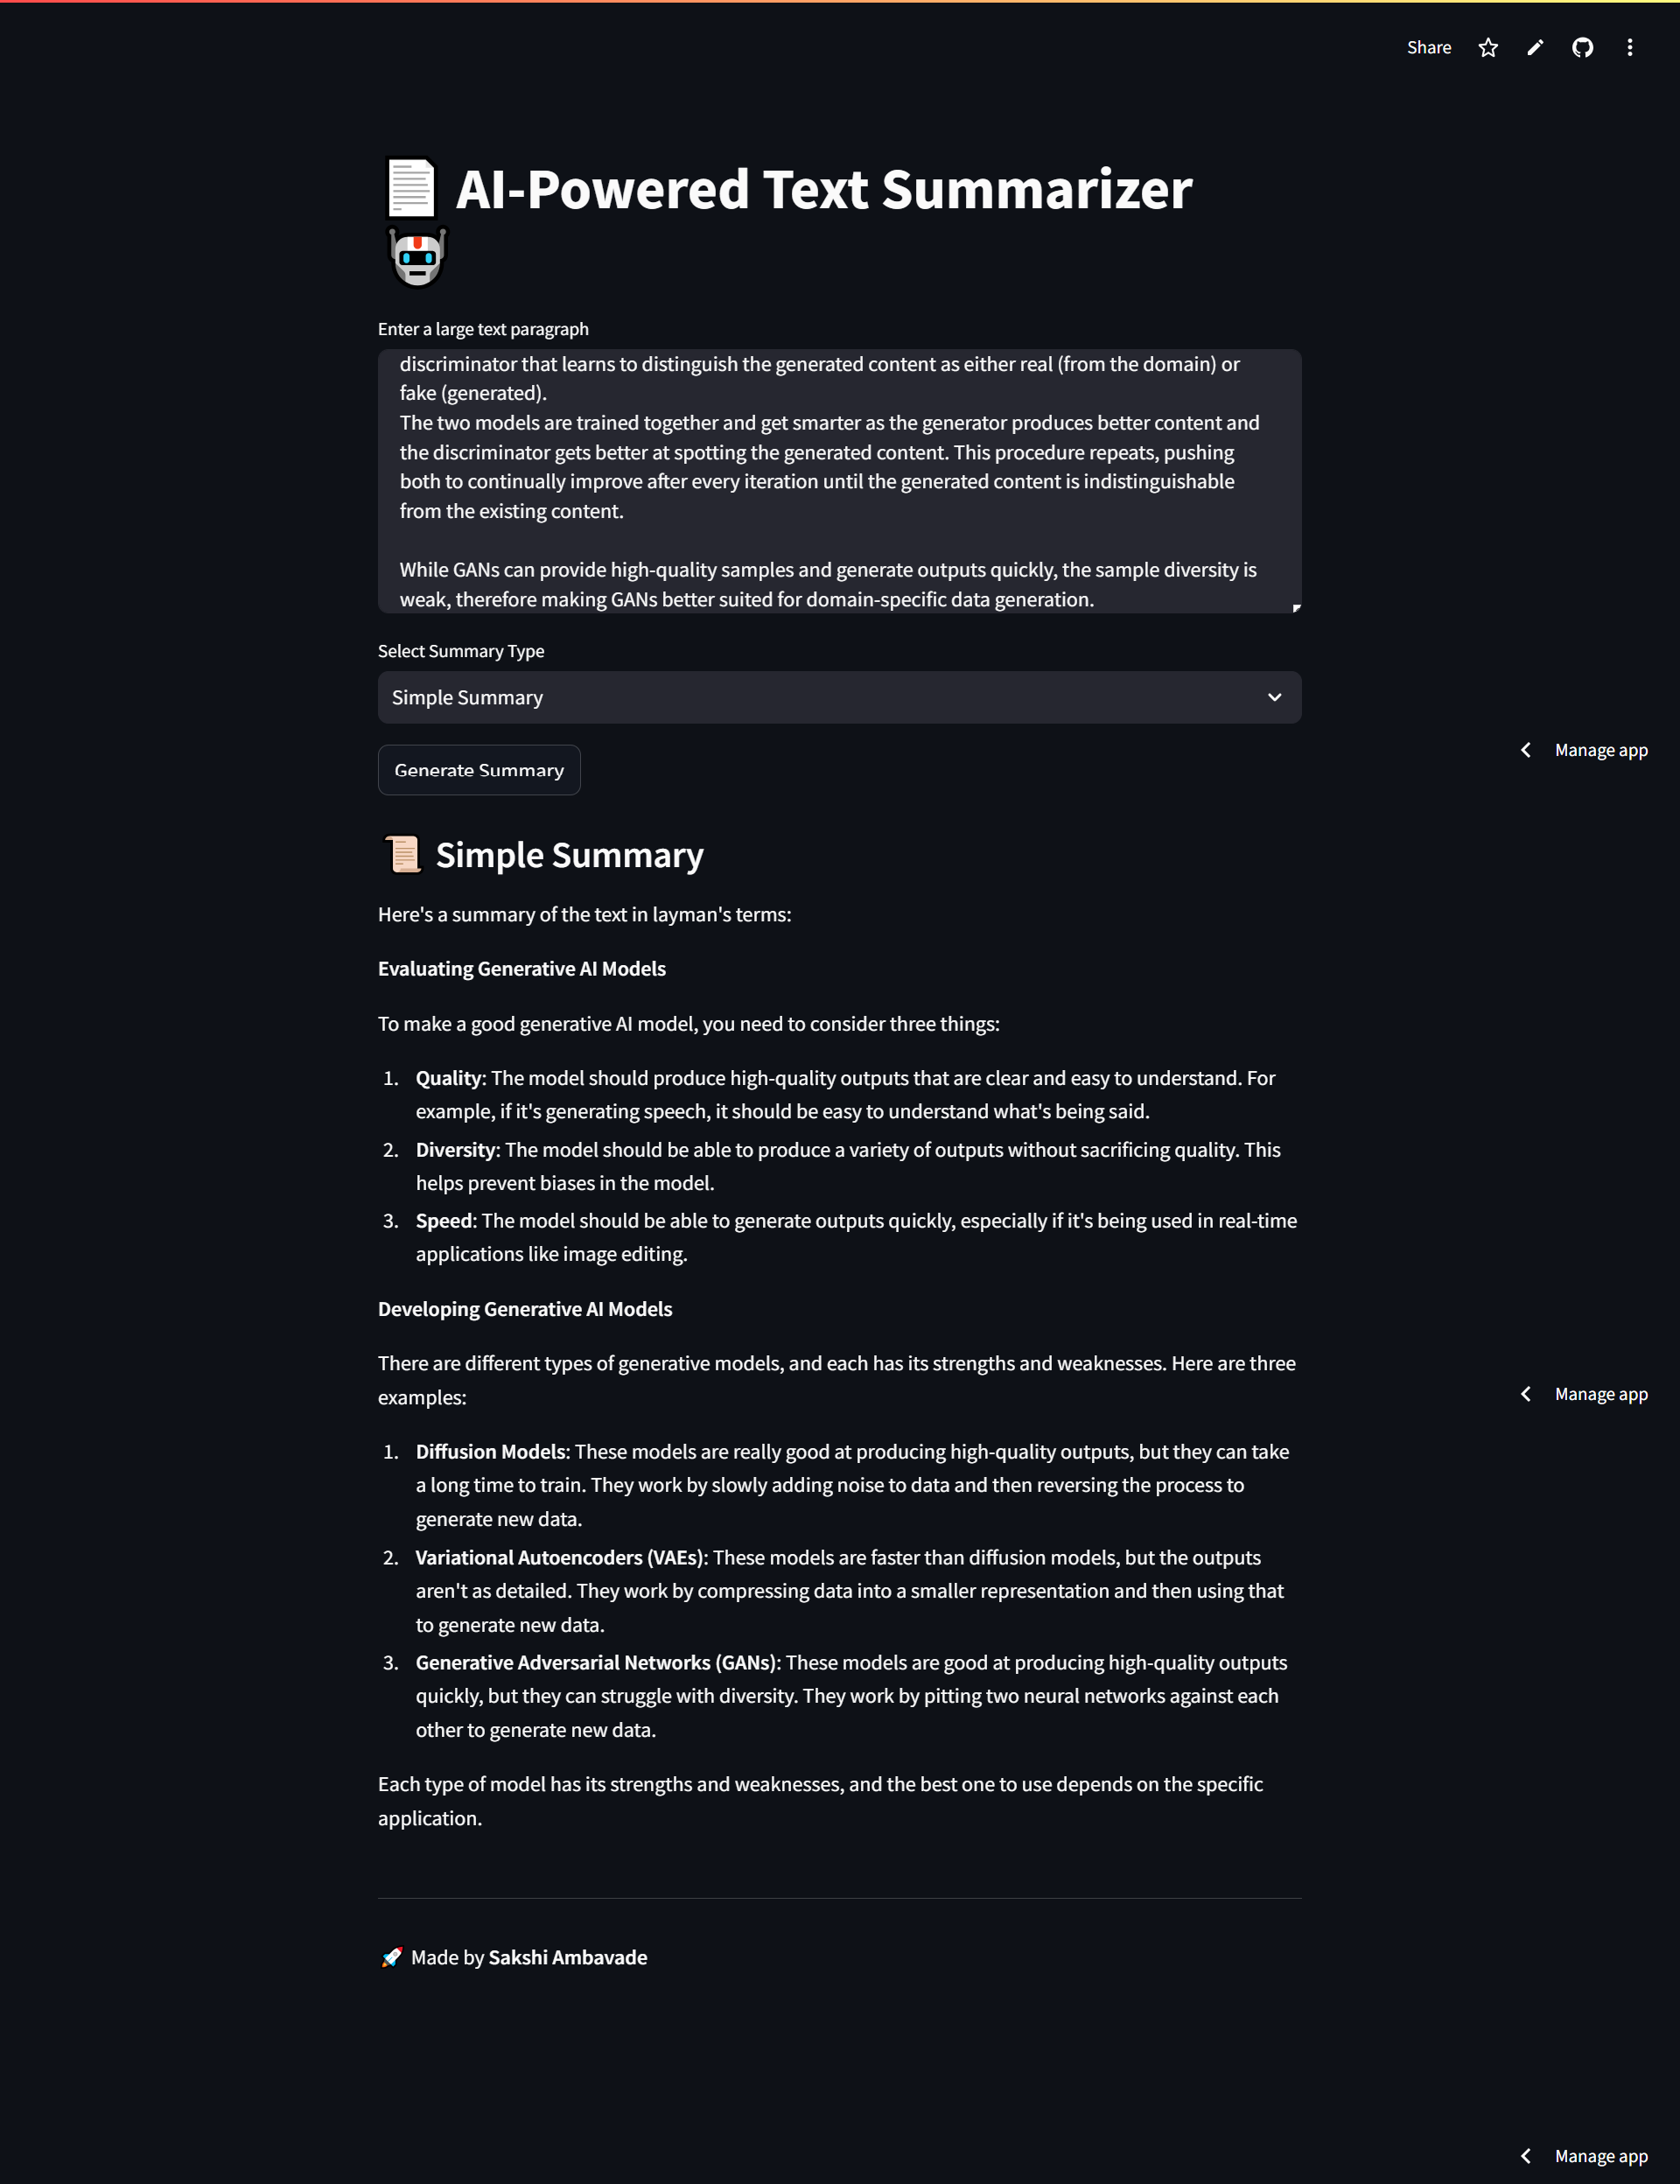 Share
AI-Powered Text Summarizer
Enter a large text paragraph
discriminator that learns to distinguish the generated content as either real (from the domain) or
fake (generated).
The two models are trained together and get smarter as the generator produces better content and
the discriminator gets better at spotting the generated content. This procedure repeats, pushing
both to continually improve after every iteration until the generated content is indistinguishable
from the existing content.
While GANs can provide high-quality samples and generate outputs quickly, the sample diversity is
weak, therefore making GANs better suited for domain-specific data generation.
Select Summary Type
Simple Summary
Manage app
Generate Summary
Simple Summary
Here's a summary of the text in layman's terms:
Evaluating Generative AI Models
To make a good generative AI model, you need to consider three things:
1. Quality: The model should produce high-quality outputs that are clear and easy to understand. For
example, if it's generating speech, it should be easy to understand what's being said.
2. Diversity: The model should be able to produce a variety of outputs without sacrificing quality. This
helps prevent biases in the model.
3. Speed: The model should be able to generate outputs quickly, especially if it's being used in real-time
applications like image editing.
Developing Generative AI Models
There are different types of generative models, and each has its strengths and weaknesses. Here are three
examples:
Manage app
1. Diffusion Models: These models are really good at producing high-quality outputs, but they can take
a long time to train. They work by slowly adding noise to data and then reversing the process to
generate new data.
2. Variational Autoencoders (VAEs): These models are faster than diffusion models, but the outputs
aren't as detailed. They work by compressing data into a smaller representation and then using that
to generate new data.
3. Generative Adversarial Networks (GANs): These models are good at producing high-quality outputs
quickly, but they can struggle with diversity. They work by pitting two neural networks against each
other to generate new data.
Each type of model has its strengths and weaknesses, and the best one to use depends on the specific
application.
Made by Sakshi Ambavade
Manage app